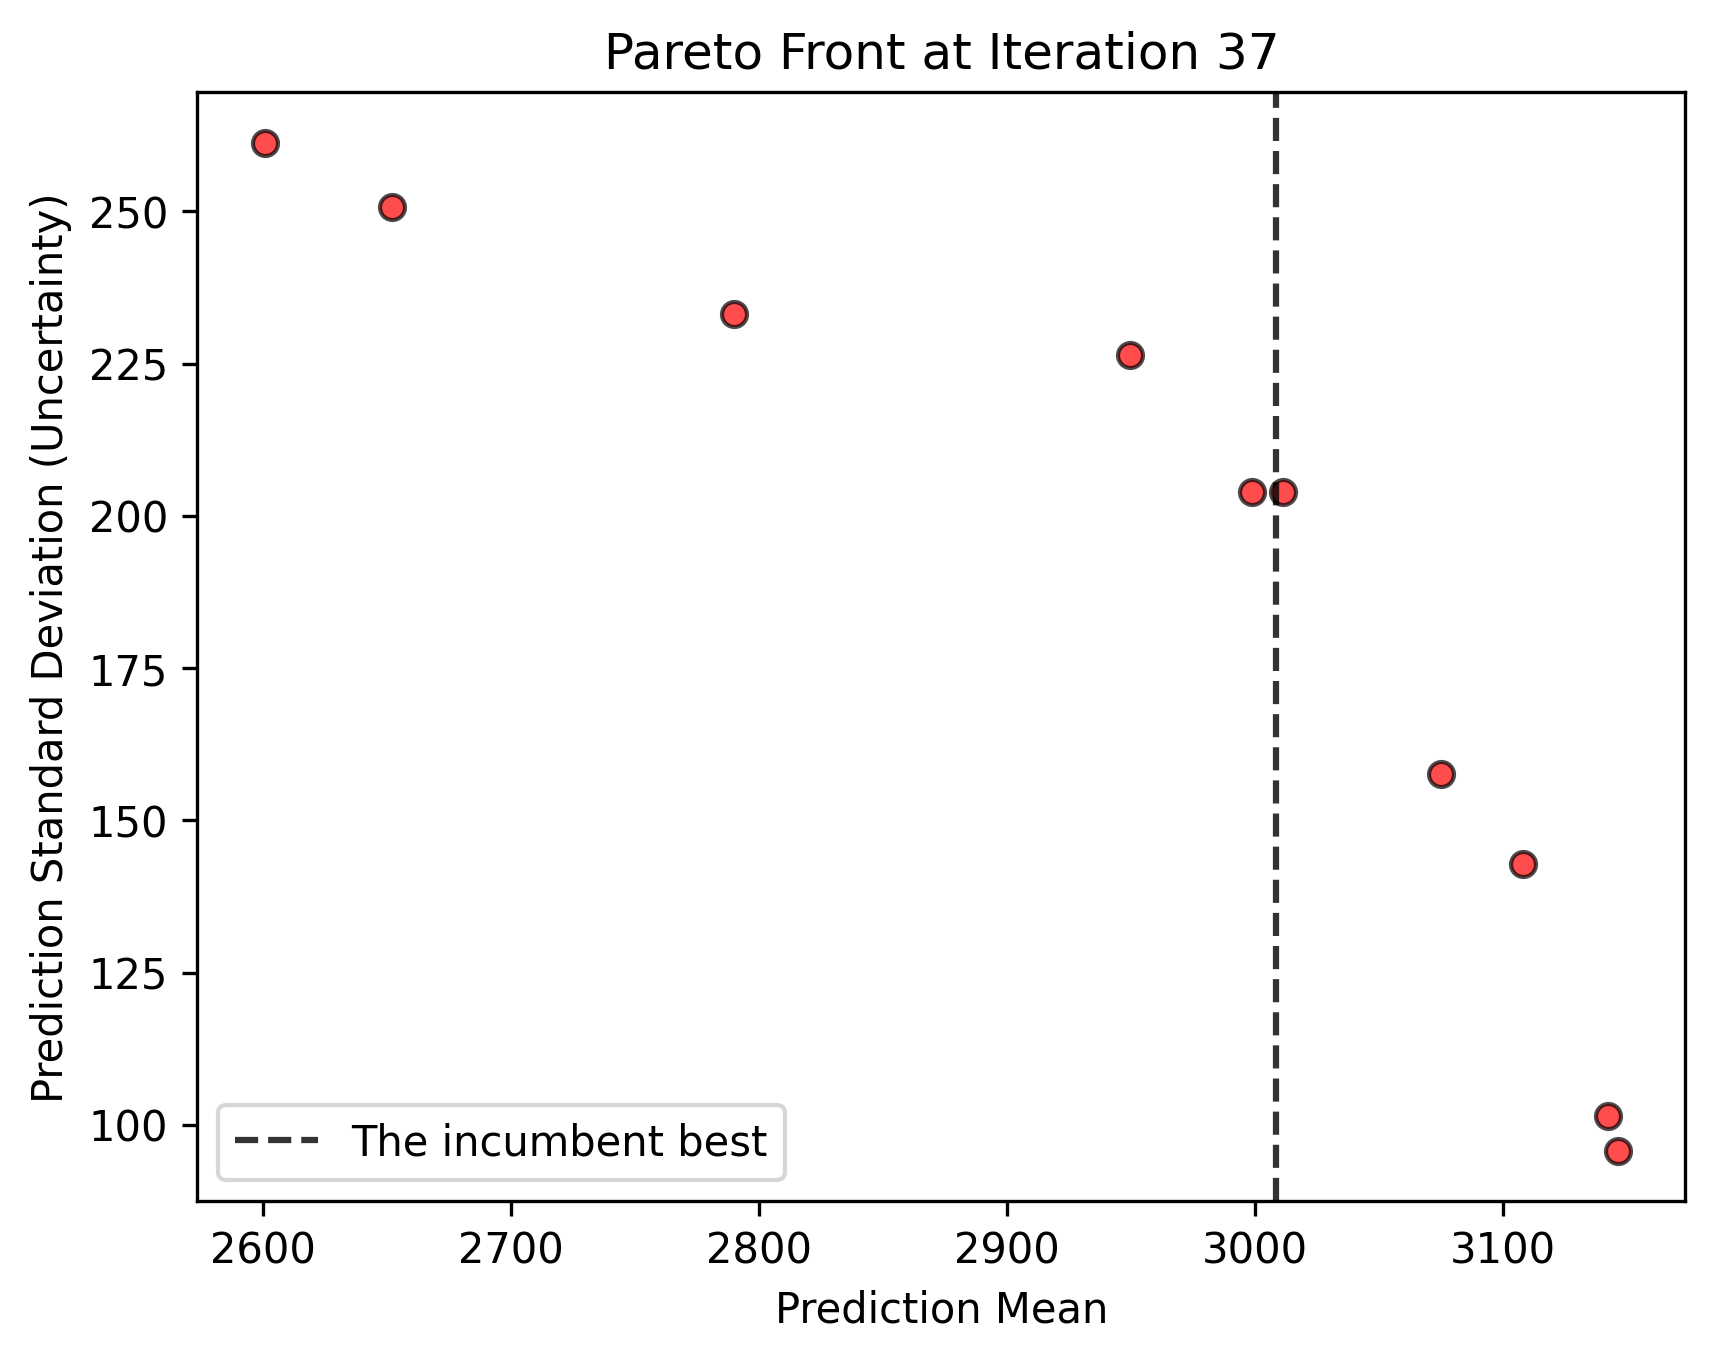 Pareto Front at Iteration 37
Prediction Standard Deviation (Uncertainty)
250
225
200
175
150
125
100
The incumbent best
2600 2700 2800 2900 3000 3100
Prediction Mean